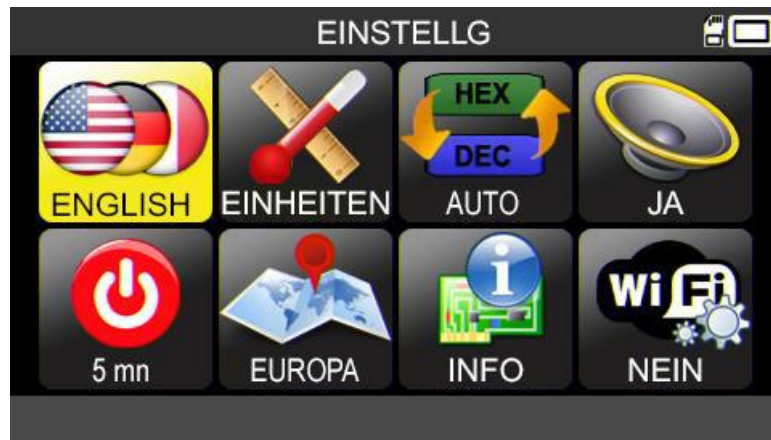 EINSTELLG
HEX
DEC
ENGLISH EINHEITEN AUTO JA
i
Wi Fi
5 mn EUROPA INFO NEIN